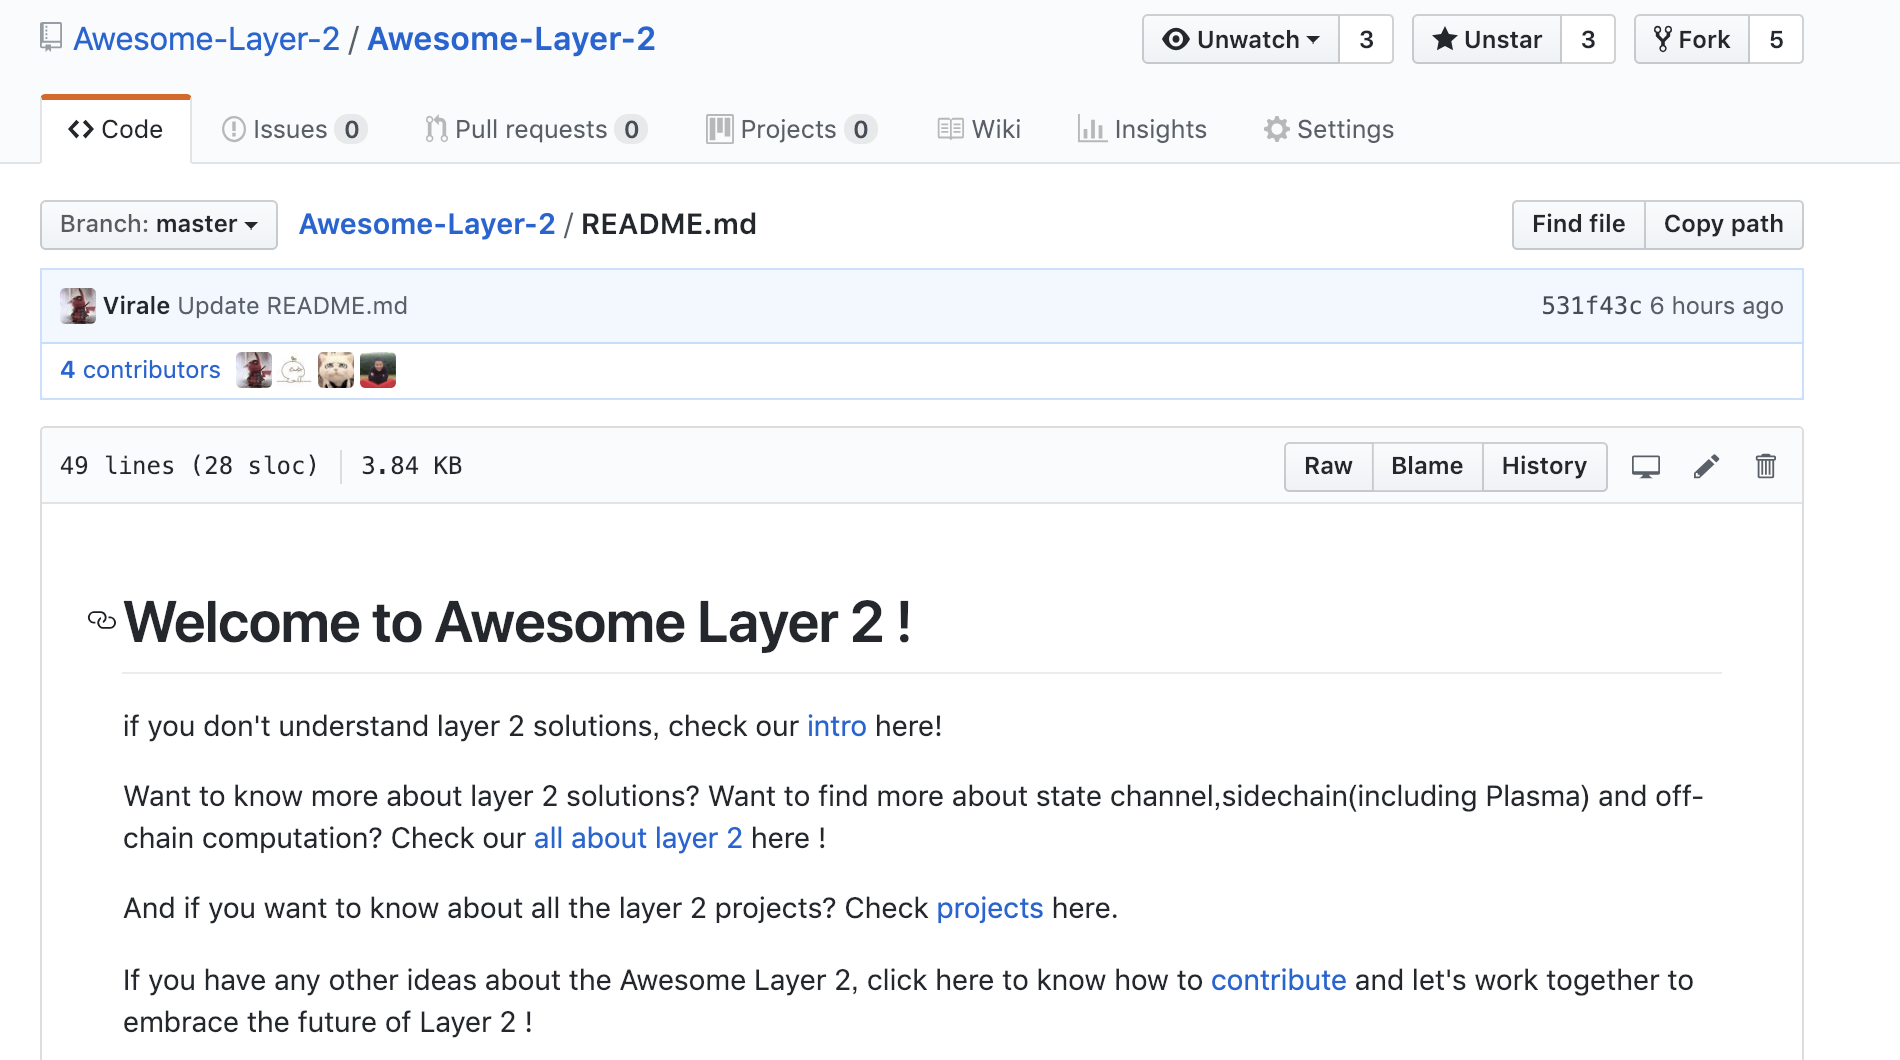 Awesome-Layer-2 / Awesome-Layer-2 Unwatch 3 Unstar 3 Fork 5
Code Issues 0 Pull requests 0 Projects 0 Wiki Insights Settings
Branch: master Awesome-Layer-2 / README.md Find file Copy path
Virale Update README.md 531f43c 6 hours ago
4 contributors
49 lines (28 sloc) 3.84 KB Raw Blame History
Welcome to Awesome Layer 2 !
if you don't understand layer 2 solutions, check our intro here!
Want to know more about layer 2 solutions? Want to find more about state channel,sidechain(including Plasma) and off-
chain computation? Check our all about layer 2 here !
And if you want to know about all the layer 2 projects? Check projects here.
If you have any other ideas about the Awesome Layer 2, click here to know how to contribute and let's work together to
embrace the future of Layer 2 !